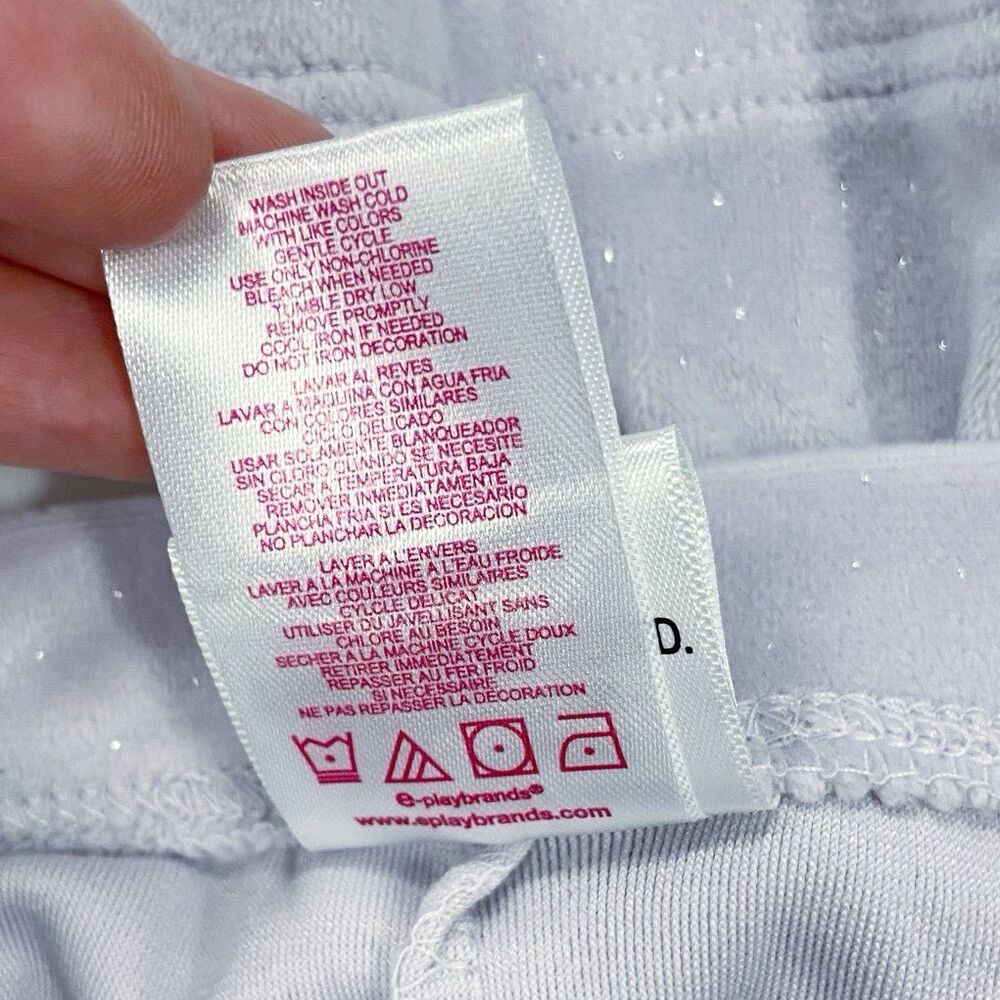 WASH INSIDE OUT
MACHINE WASH COLD
WITH LIKE COLORS
GENTLE CYCLE
USE ONLY NON-CHLORINE
BLEACH WHEN NEEDED
TUMBLE DRY LOW
REMOVE PROMPTLY
COOL IRON IF NEEDED
DO NOT IRON DECORATION
LAVAR AL REVES
LAVAR A MAQUINA CON AGUA FRIA
CON COLORES SIMILARES
CICLO DELICADO
USAR SOLAMENTE BLANQUEADOR
SIN CLORO CUANDO SE NECESITE
SECAR A TEMPERATURA BAJA
REMOVER INMEDIATAMENTE
PLANCHA FRIA SI ES NECESARIO
NO PLANCHAR LA DECORACION
LAVER A L'ENVERS
LAVER A LA MACHINE A L'EAU FROIDE
AVEC COULEURS SIMILAIRES
CYLCLE DELICAT
UTILISER DU JAVELLISANT SANS
CHLORE AU BESOIN
SECHER A LA MACHINE CYCLE DOUX
RETIRER IMMEDIATEMENT
REPASSER AU FER FROID
SI NECESSAIRE
NE PAS REPASSER LA DECORATION
e-playbrands®
www.eplaybrands.com
D.